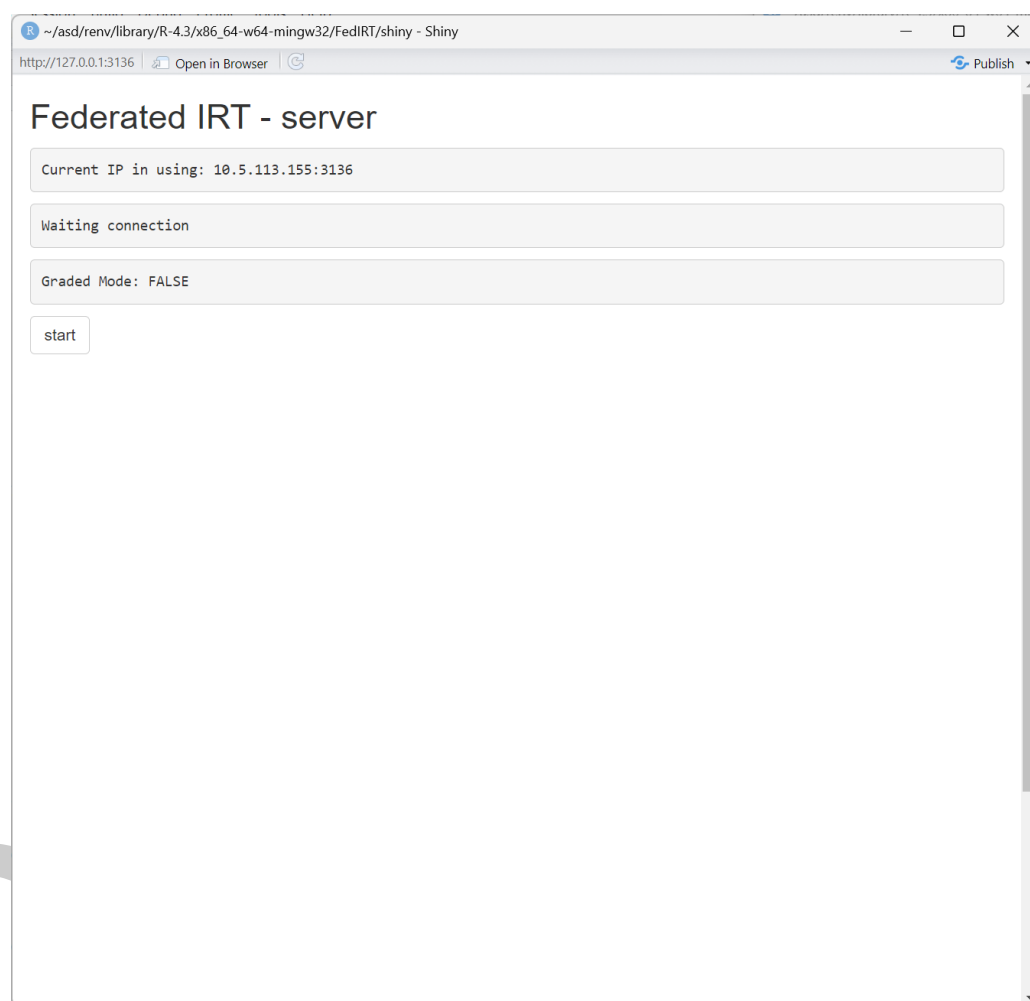 ~/asd/renv/library/R-4.3/x86_64-w64-mingw32/FedIRT/shiny - Shiny
http://127.0.0.1:3136 Open in Browser Publish
Federated IRT - server
Current IP in using: 10.5.113.155:3136
Waiting connection
Graded Mode: FALSE
start